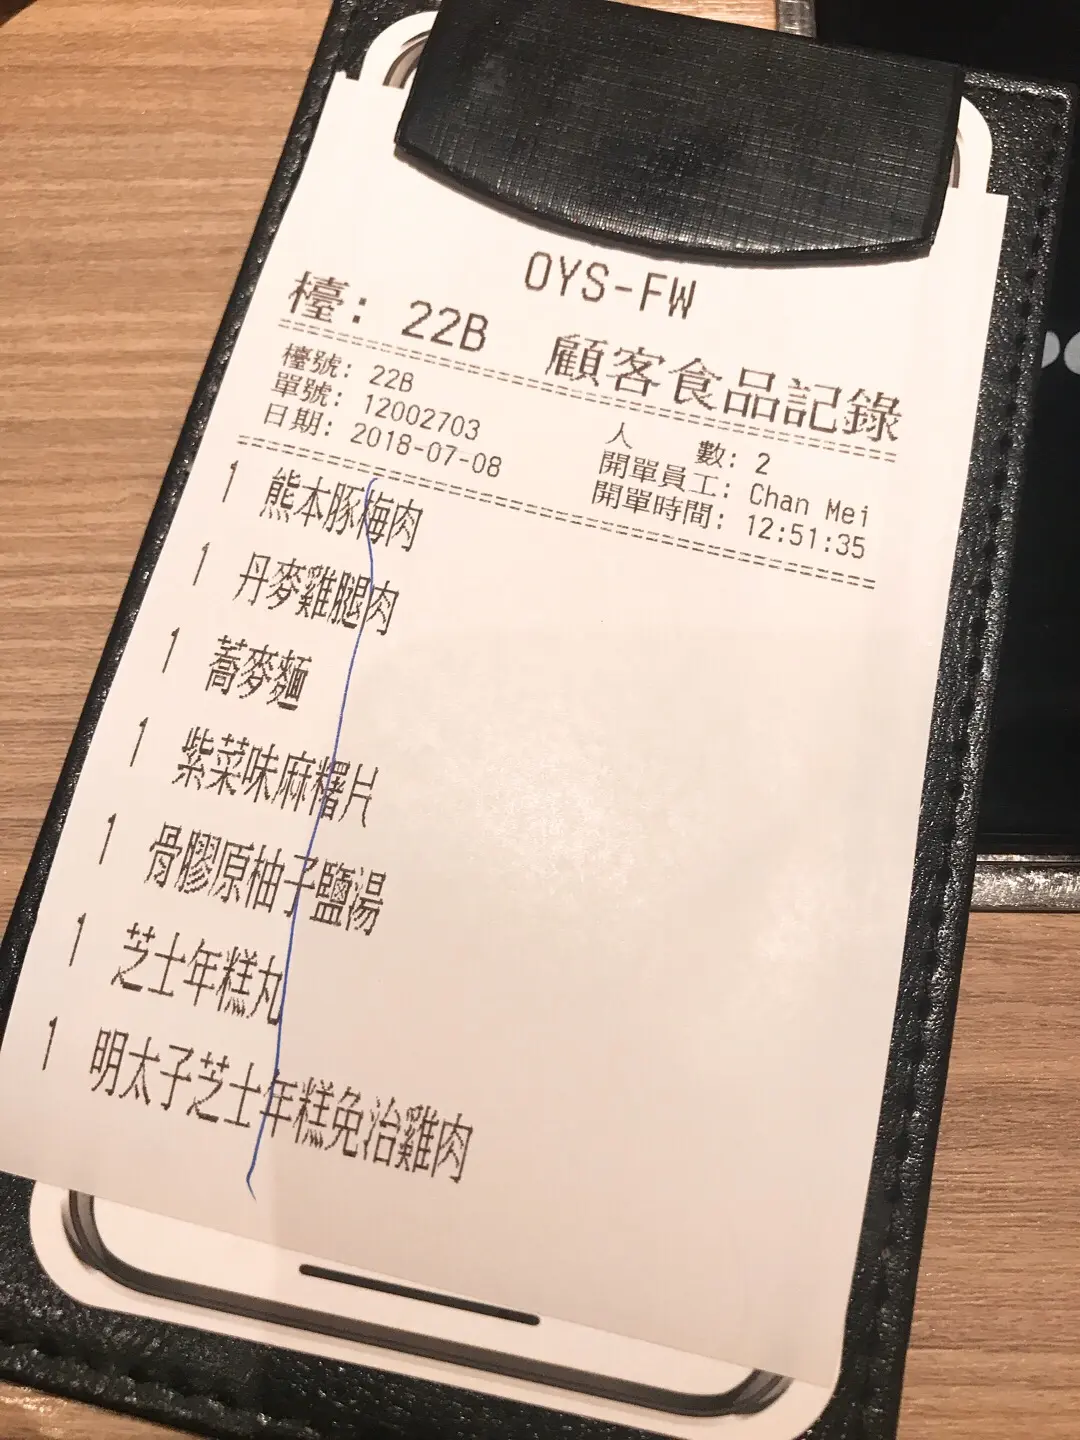 OYS-FW
檯: 22B 顧客食品記錄
檯號: 22B 人 數: 2
單號: 12002703 開單員工: Chan Mei
日期: 2018-07-08 開單時間: 12:51:35
1 熊本豚梅肉
1 丹麥雞腿肉
1 蕎麥麵
1 紫菜味麻糬片
1 骨膠原柚子鹽湯
1 芝士年糕丸
1 明太子芝士年糕免治雞肉